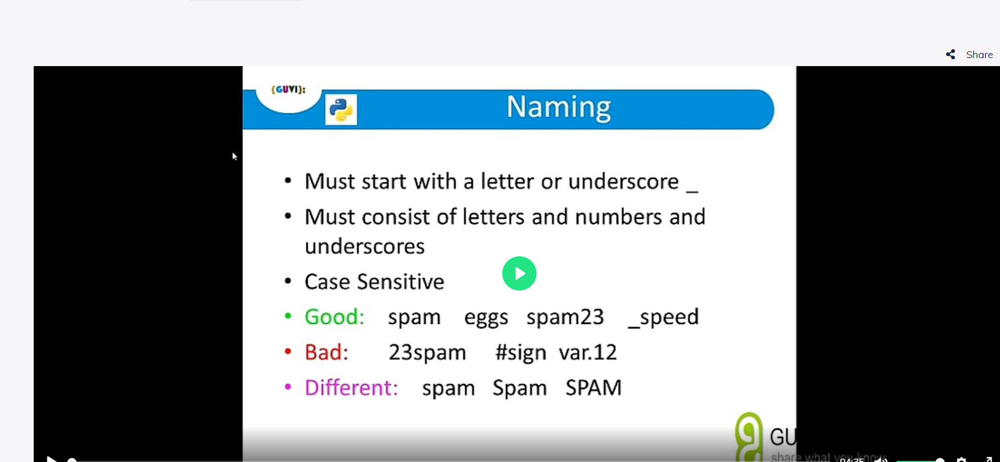 Share
{GUVI}:
Naming
• Must start with a letter or underscore _
• Must consist of letters and numbers and
underscores
• Case Sensitive
• Good: spam eggs spam23 _speed
• Bad: 23spam #sign var.12
• Different: spam Spam SPAM
GU
share what you know
04:35